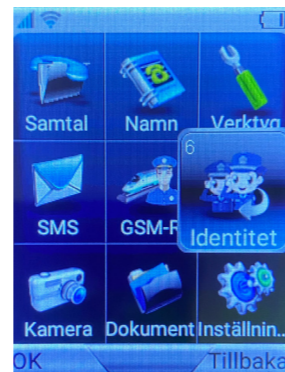 Samtal
Namn
Verktyg
SMS
GSM-R
6
Identitet
Kamera
Dokument
Inställnin..
OK
Tillbaka